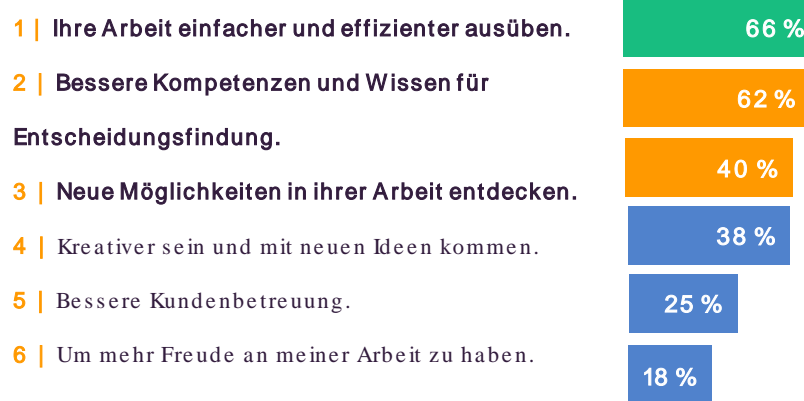 1 | Ihre Arbeit einfacher und effizienter ausüben.
66 %
2 | Bessere Kompetenzen und Wissen für
Entscheidungsfindung.
62 %
3 | Neue Möglichkeiten in ihrer Arbeit entdecken.
40 %
4 | Kreativer sein und mit neuen Ideen kommen.
38 %
5 | Bessere Kundenbetreuung.
25 %
6 | Um mehr Freude an meiner Arbeit zu haben.
18 %